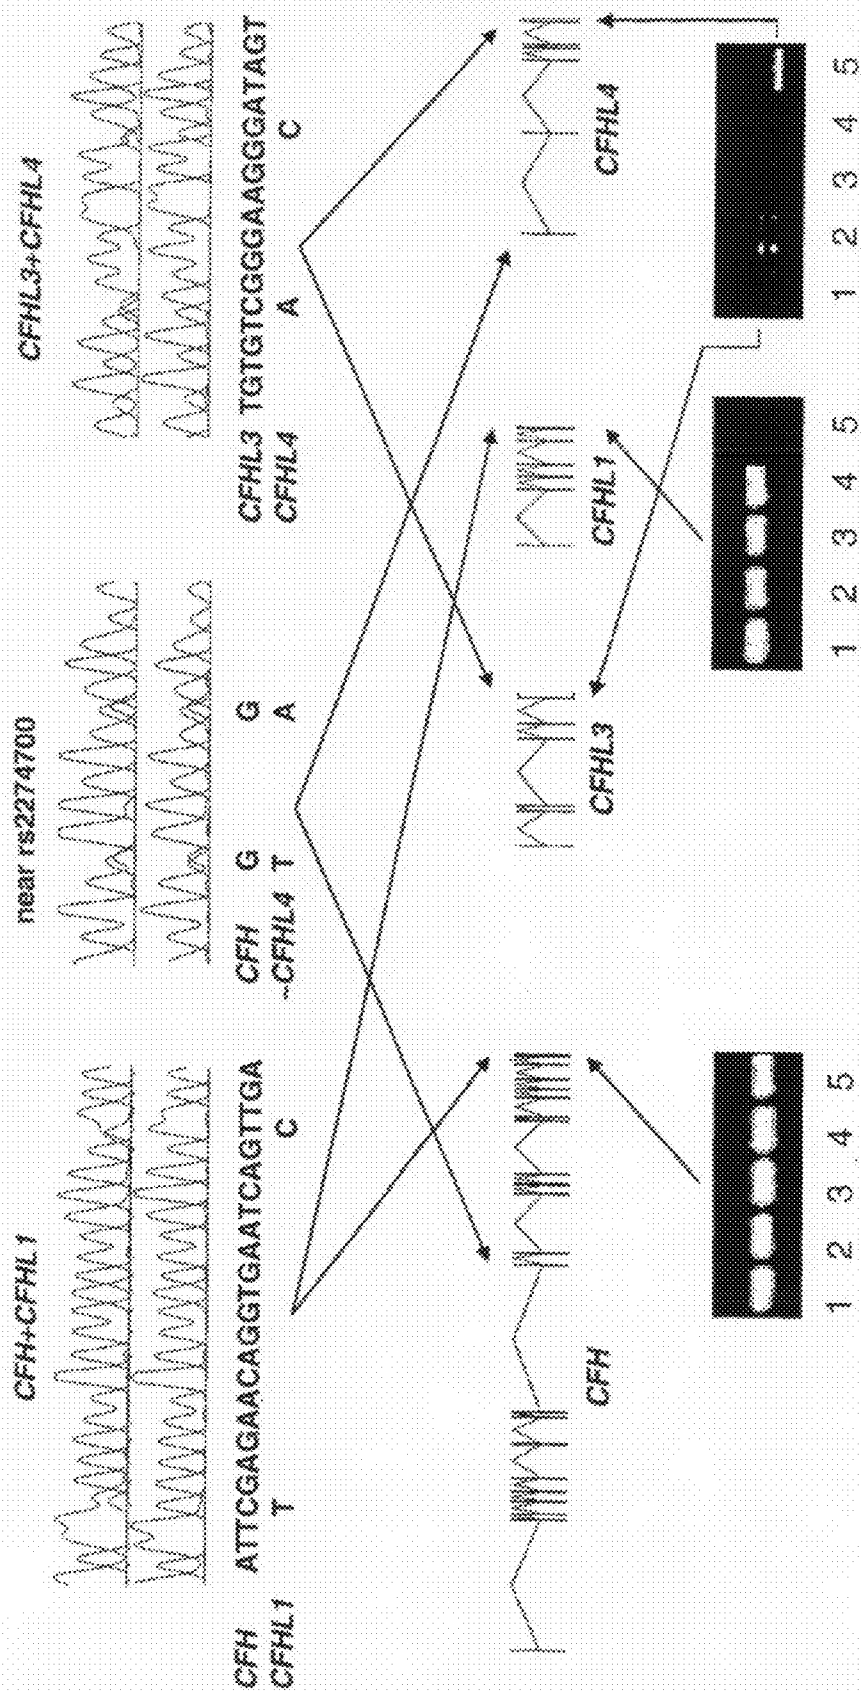 CFH+CFHL1
near rs2274700
CFHL3+CFHL4
CFH ATTCGAGAACAGGTGAATCAGTTGA
CFHL1 T C
CFH G G
~CFHL4 T A
CFHL3 TGTGTCGGGAAGGGATAGT
CFHL4 A C
CFH
CFHL3
CFHL1
CFHL4
1 2 3 4 5
1 2 3 4 5
1 2 3 4 5